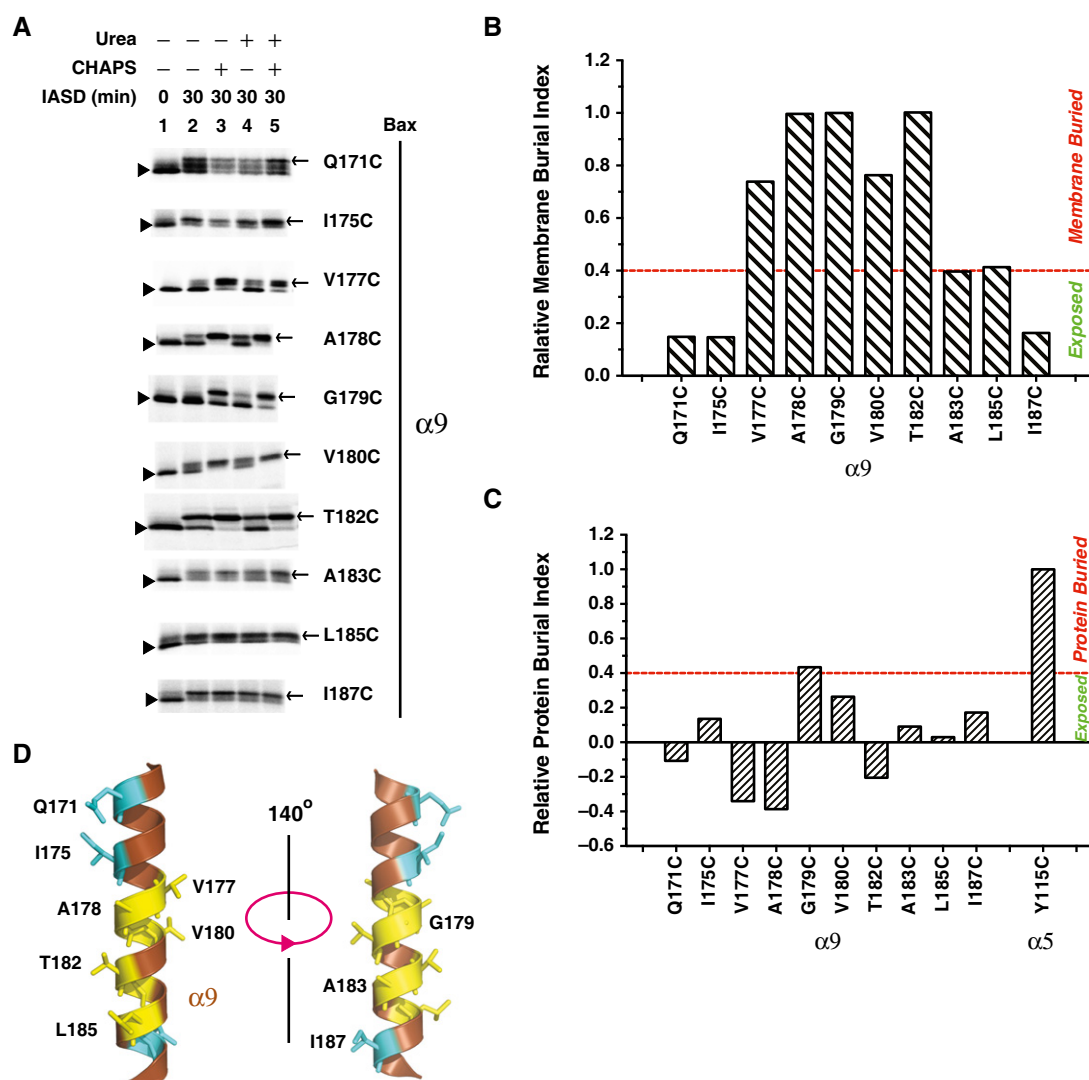 A
Urea − − − + +
CHAPS − − + − +
IASD (min) 0 30 30 30 30
1 2 3 4 5 Bax
Q171C
I175C
V177C
A178C
G179C
V180C
T182C
A183C
L185C
I187C
α9
B
Ralative Membrane Burial Index
1.2
1.0
0.8
0.6
0.4
0.2
0.0
Membrane Buried
Exposed
Q171C I175C V177C A178C G179C V180C T182C A183C L185C I187C
α9
C
Relative Protein Burial Index
1.2
1.0
0.8
0.6
0.4
0.2
0.0
−0.2
−0.4
−0.6
Protein Buried
Exposed
Q171C I175C V177C A178C G179C V180C T182C A183C L185C I187C Y115C
α9 α5
D
Q171
I175
V177
A178
V180
T182
α9
L185
140o
G179
A183
I187